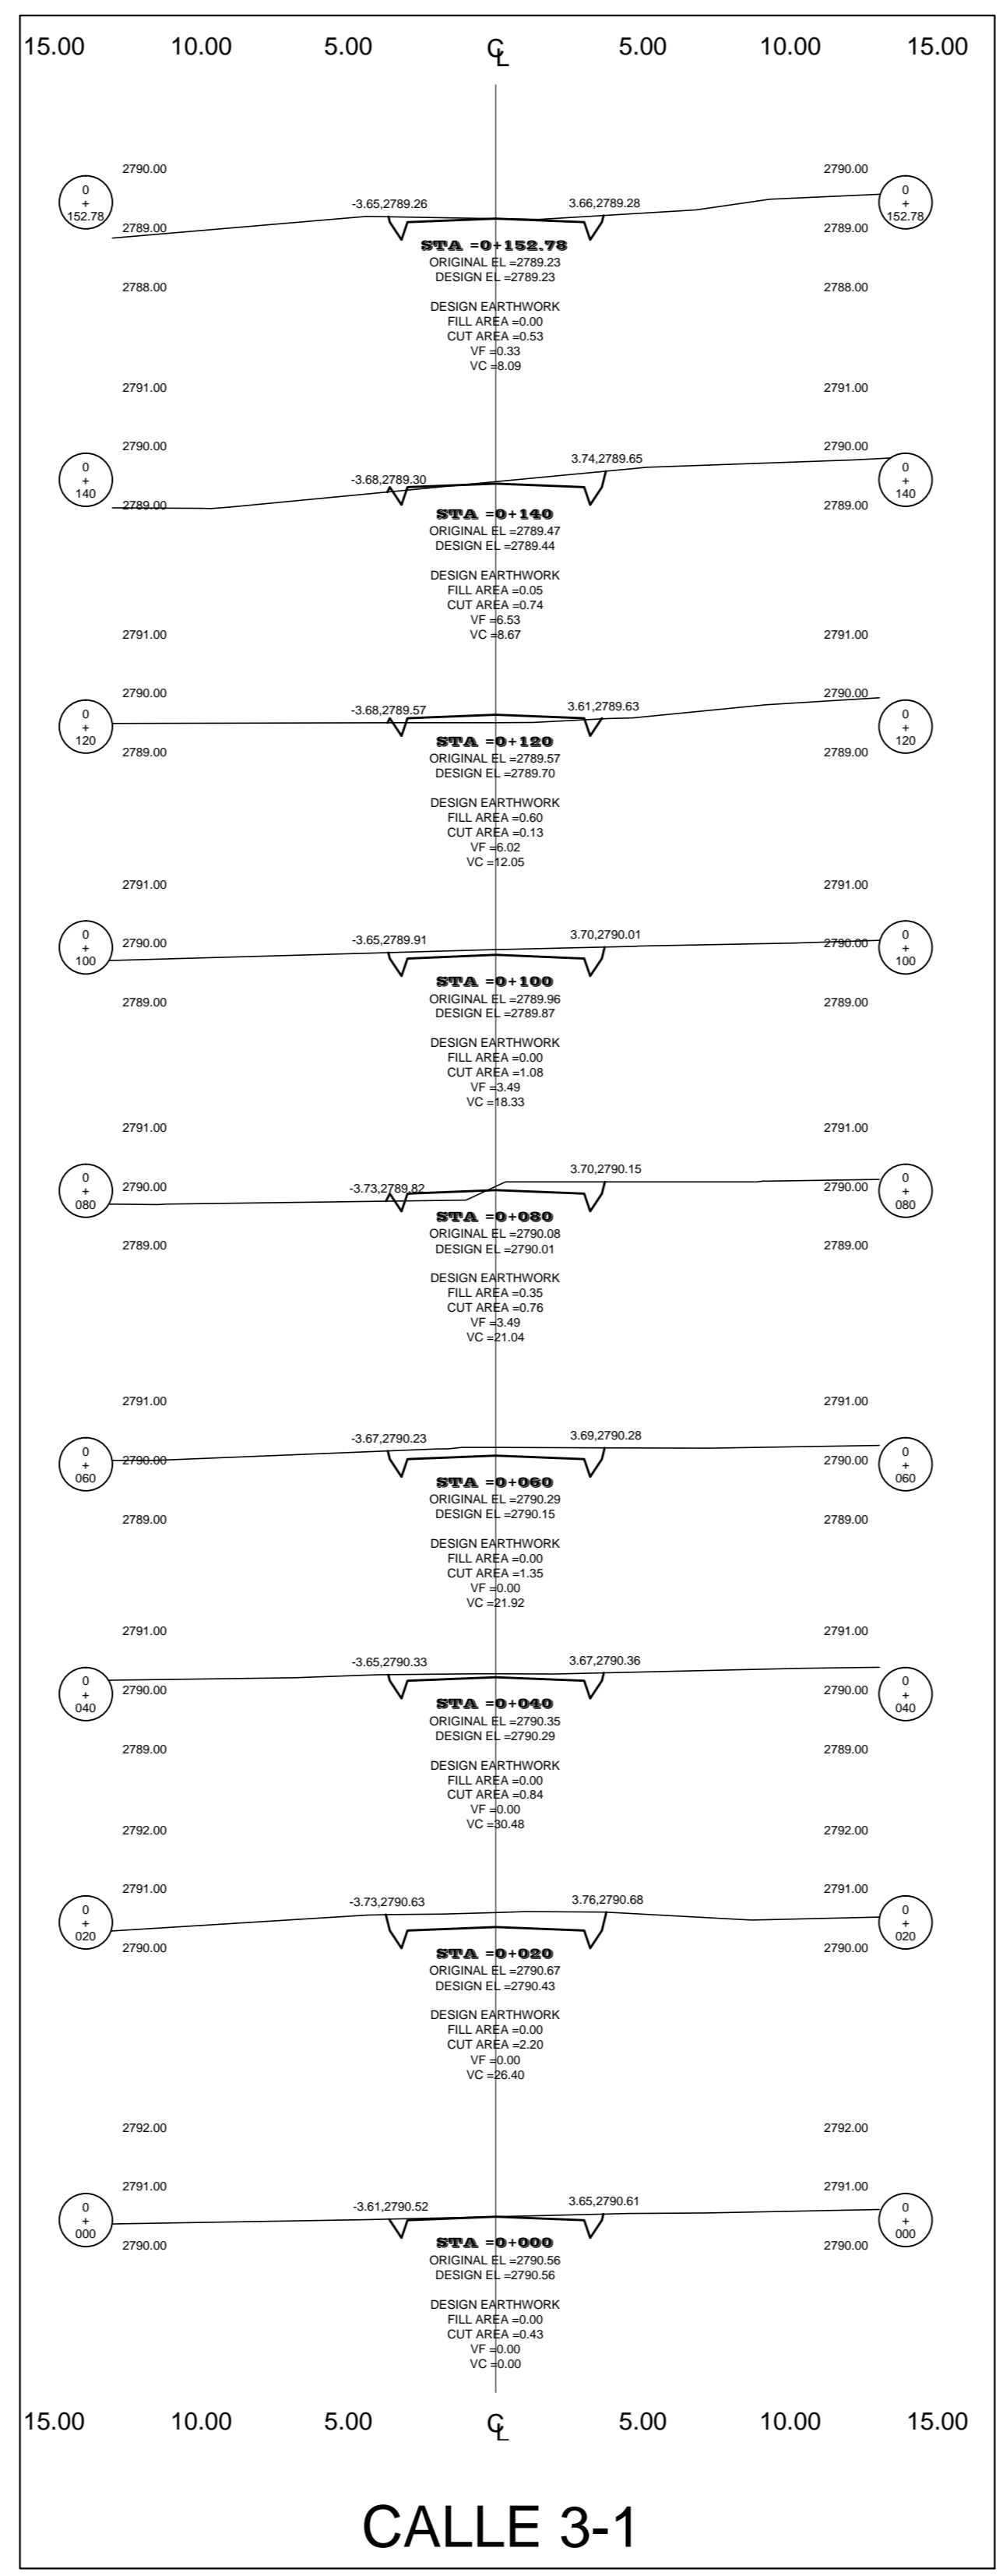 15.00 10.00 5.00 CL 5.00 10.00 15.00
2790.00 2790.00
0 + 152.78
-3.65,2789.26 3.66,2789.28
0 + 152.78
2789.00 2789.00
STA =0+152.78
ORIGINAL EL =2789.23
DESIGN EL =2789.23
2788.00 2788.00
DESIGN EARTHWORK
FILL AREA =0.00
CUT AREA =0.53
VF =0.33
VC =8.09
2791.00 2791.00
2790.00 2790.00
0 + 140
-3.68,2789.30 3.74,2789.65
0 + 140
2789.00 2789.00
STA =0+140
ORIGINAL EL =2789.47
DESIGN EL =2789.44
DESIGN EARTHWORK
FILL AREA =0.05
CUT AREA =0.74
VF =6.53
VC =8.67
2791.00 2791.00
2790.00 2790.00
0 + 120
-3.68,2789.57 3.61,2789.63
0 + 120
2789.00 2789.00
STA =0+120
ORIGINAL EL =2789.57
DESIGN EL =2789.70
DESIGN EARTHWORK
FILL AREA =0.60
CUT AREA =0.13
VF =6.02
VC =12.05
2791.00 2791.00
0 + 100
2790.00 -3.65,2789.91 3.70,2790.01 2790.00
0 + 100
2789.00 2789.00
STA =0+100
ORIGINAL EL =2789.96
DESIGN EL =2789.87
DESIGN EARTHWORK
FILL AREA =0.00
CUT AREA =1.08
VF =3.49
VC =18.33
2791.00 2791.00
0 + 080
2790.00 -3.73,2789.82 3.70,2790.15 2790.00
0 + 080
STA =0+080
ORIGINAL EL =2790.08
2789.00 2789.00
DESIGN EL =2790.01
DESIGN EARTHWORK
FILL AREA =0.35
CUT AREA =0.76
VF =3.49
VC =21.04
2791.00 2791.00
-3.67,2790.23 3.69,2790.28
0 + 060
2790.00 2790.00
0 + 060
STA =0+060
ORIGINAL EL =2790.29
DESIGN EL =2790.15
2789.00 2789.00
DESIGN EARTHWORK
FILL AREA =0.00
CUT AREA =1.35
VF =0.00
VC =21.92
2791.00 2791.00
-3.65,2790.33 3.67,2790.36
0 + 040
2790.00 2790.00
0 + 040
STA =0+040
ORIGINAL EL =2790.35
DESIGN EL =2790.29
2789.00 2789.00
DESIGN EARTHWORK
FILL AREA =0.00
CUT AREA =0.84
VF =0.00
VC =30.48
2792.00 2792.00
2791.00 2791.00
-3.73,2790.63 3.76,2790.68
0 + 020
0 + 020
2790.00 2790.00
STA =0+020
ORIGINAL EL =2790.67
DESIGN EL =2790.43
DESIGN EARTHWORK
FILL AREA =0.00
CUT AREA =2.20
VF =0.00
VC =26.40
2792.00 2792.00
2791.00 2791.00
-3.61,2790.52 3.65,2790.61
0 + 000
0 + 000
2790.00 2790.00
STA =0+000
ORIGINAL EL =2790.56
DESIGN EL =2790.56
DESIGN EARTHWORK
FILL AREA =0.00
CUT AREA =0.43
VF =0.00
VC =0.00
15.00 10.00 5.00 CL 5.00 10.00 15.00
CALLE 3-1